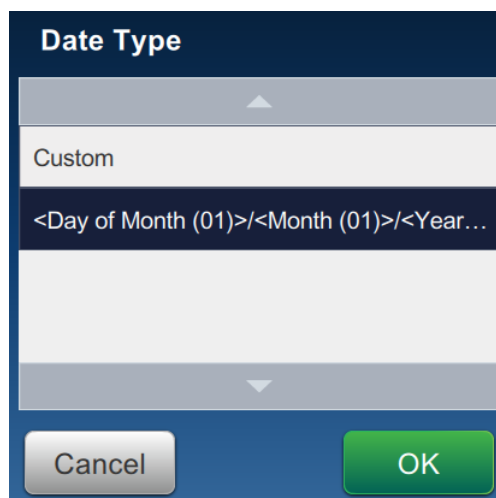 Date Type
Custom
<Day of Month (01)>/<Month (01)>/<Year...
Cancel
OK